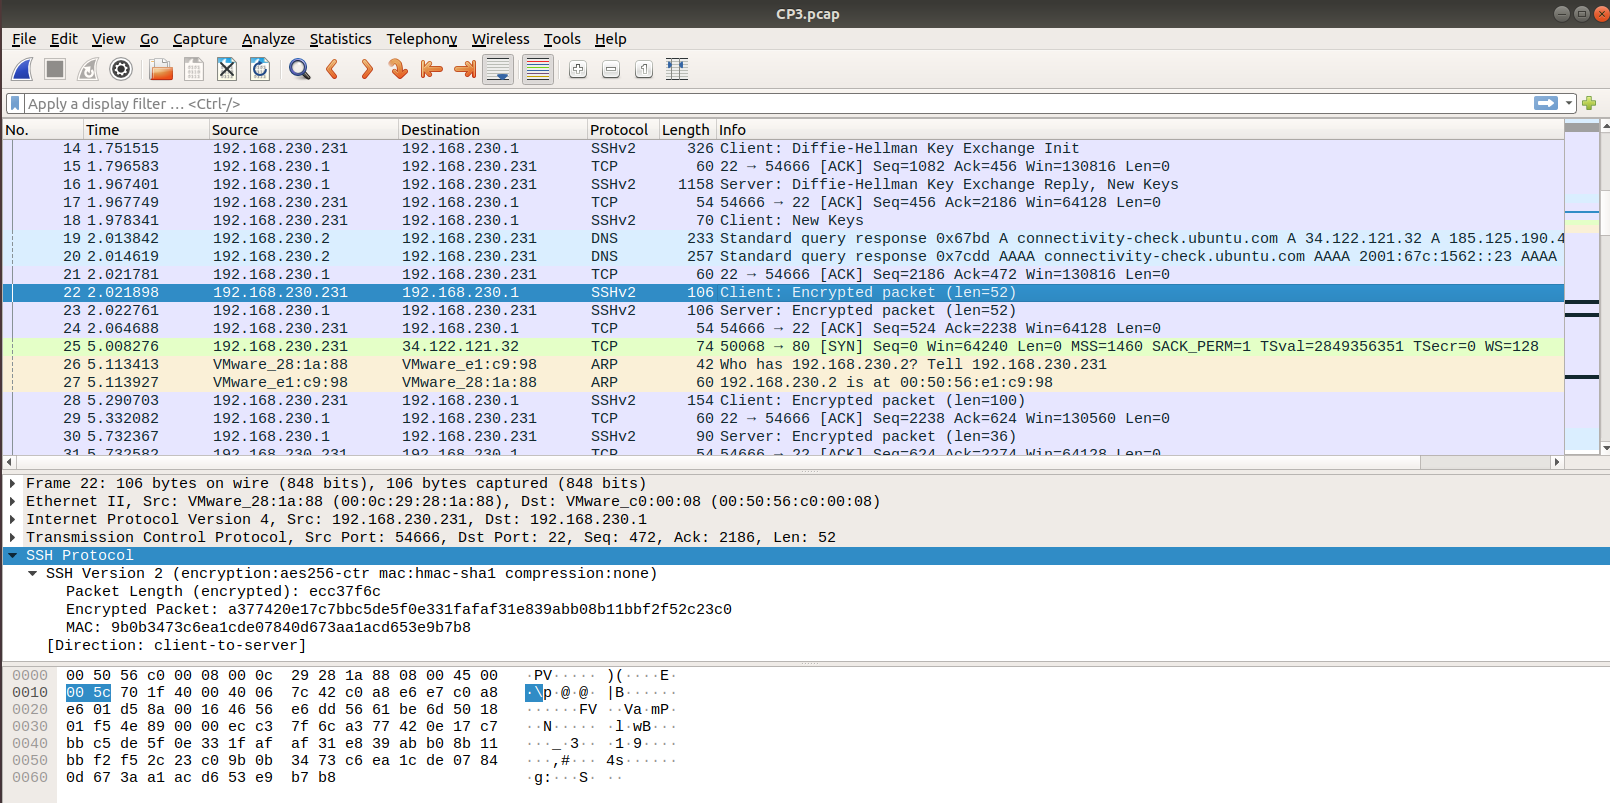 CP3.pcap
File Edit View Go Capture Analyze Statistics Telephony Wireless Tools Help
Apply a display filter … <Ctrl-/>
No. Time Source Destination Protocol Length Info
14 1.751515 192.168.230.231 192.168.230.1 SSHv2 326 Client: Diffie-Hellman Key Exchange Init
15 1.796583 192.168.230.1 192.168.230.231 TCP 60 22 → 54666 [ACK] Seq=1082 Ack=456 Win=130816 Len=0
16 1.967401 192.168.230.1 192.168.230.231 SSHv2 1158 Server: Diffie-Hellman Key Exchange Reply, New Keys
17 1.967749 192.168.230.231 192.168.230.1 TCP 54 54666 → 22 [ACK] Seq=456 Ack=2186 Win=64128 Len=0
18 1.978341 192.168.230.231 192.168.230.1 SSHv2 70 Client: New Keys
19 2.013842 192.168.230.2 192.168.230.231 DNS 233 Standard query response 0x67bd A connectivity-check.ubuntu.com A 34.122.121.32 A 185.125.190.4
20 2.014619 192.168.230.2 192.168.230.231 DNS 257 Standard query response 0x7cdd AAAA connectivity-check.ubuntu.com AAAA 2001:67c:1562::23 AAAA
21 2.021781 192.168.230.1 192.168.230.231 TCP 60 22 → 54666 [ACK] Seq=2186 Ack=472 Win=130816 Len=0
22 2.021898 192.168.230.231 192.168.230.1 SSHv2 106 Client: Encrypted packet (len=52)
23 2.022761 192.168.230.1 192.168.230.231 SSHv2 106 Server: Encrypted packet (len=52)
24 2.064688 192.168.230.231 192.168.230.1 TCP 54 54666 → 22 [ACK] Seq=524 Ack=2238 Win=64128 Len=0
25 5.008276 192.168.230.231 34.122.121.32 TCP 74 50068 → 80 [SYN] Seq=0 Win=64240 Len=0 MSS=1460 SACK_PERM=1 TSval=2849356351 TSecr=0 WS=128
26 5.113413 VMware_28:1a:88 VMware_e1:c9:98 ARP 42 Who has 192.168.230.2? Tell 192.168.230.231
27 5.113927 VMware_e1:c9:98 VMware_28:1a:88 ARP 60 192.168.230.2 is at 00:50:56:e1:c9:98
28 5.290703 192.168.230.231 192.168.230.1 SSHv2 154 Client: Encrypted packet (len=100)
29 5.332082 192.168.230.1 192.168.230.231 TCP 60 22 → 54666 [ACK] Seq=2238 Ack=624 Win=130560 Len=0
30 5.732367 192.168.230.1 192.168.230.231 SSHv2 90 Server: Encrypted packet (len=36)
31 5.732582 192.168.230.231 192.168.230.1 TCP 54 54666 → 22 [ACK] Seq=624 Ack=2274 Win=64128 Len=0
Frame 22: 106 bytes on wire (848 bits), 106 bytes captured (848 bits)
Ethernet II, Src: VMware_28:1a:88 (00:0c:29:28:1a:88), Dst: VMware_c0:00:08 (00:50:56:c0:00:08)
Internet Protocol Version 4, Src: 192.168.230.231, Dst: 192.168.230.1
Transmission Control Protocol, Src Port: 54666, Dst Port: 22, Seq: 472, Ack: 2186, Len: 52
SSH Protocol
SSH Version 2 (encryption:aes256-ctr mac:hmac-sha1 compression:none)
Packet Length (encrypted): ecc37f6c
Encrypted Packet: a377420e17c7bbc5de5f0e331fafaf31e839abb08b11bbf2f52c23c0
MAC: 9b0b3473c6ea1cde07840d673aa1acd653e9b7b8
[Direction: client-to-server]
0000 00 50 56 c0 00 08 00 0c 29 28 1a 88 08 00 45 00 ·PV····· )(····E·
0010 00 5c 70 1f 40 00 40 06 7c 42 c0 a8 e6 e7 c0 a8 ·\p·@·@· |B······
0020 e6 01 d5 8a 00 16 46 56 e6 dd 56 61 be 6d 50 18 ······FV ··Va·mP·
0030 01 f5 4e 89 00 00 ec c3 7f 6c a3 77 42 0e 17 c7 ··N····· ·l·wB···
0040 bb c5 de 5f 0e 33 1f af af 31 e8 39 ab b0 8b 11 ···_·3·· ·1·9····
0050 bb f2 f5 2c 23 c0 9b 0b 34 73 c6 ea 1c de 07 84 ···,#··· 4s······
0060 0d 67 3a a1 ac d6 53 e9 b7 b8 ·g:···S· ··